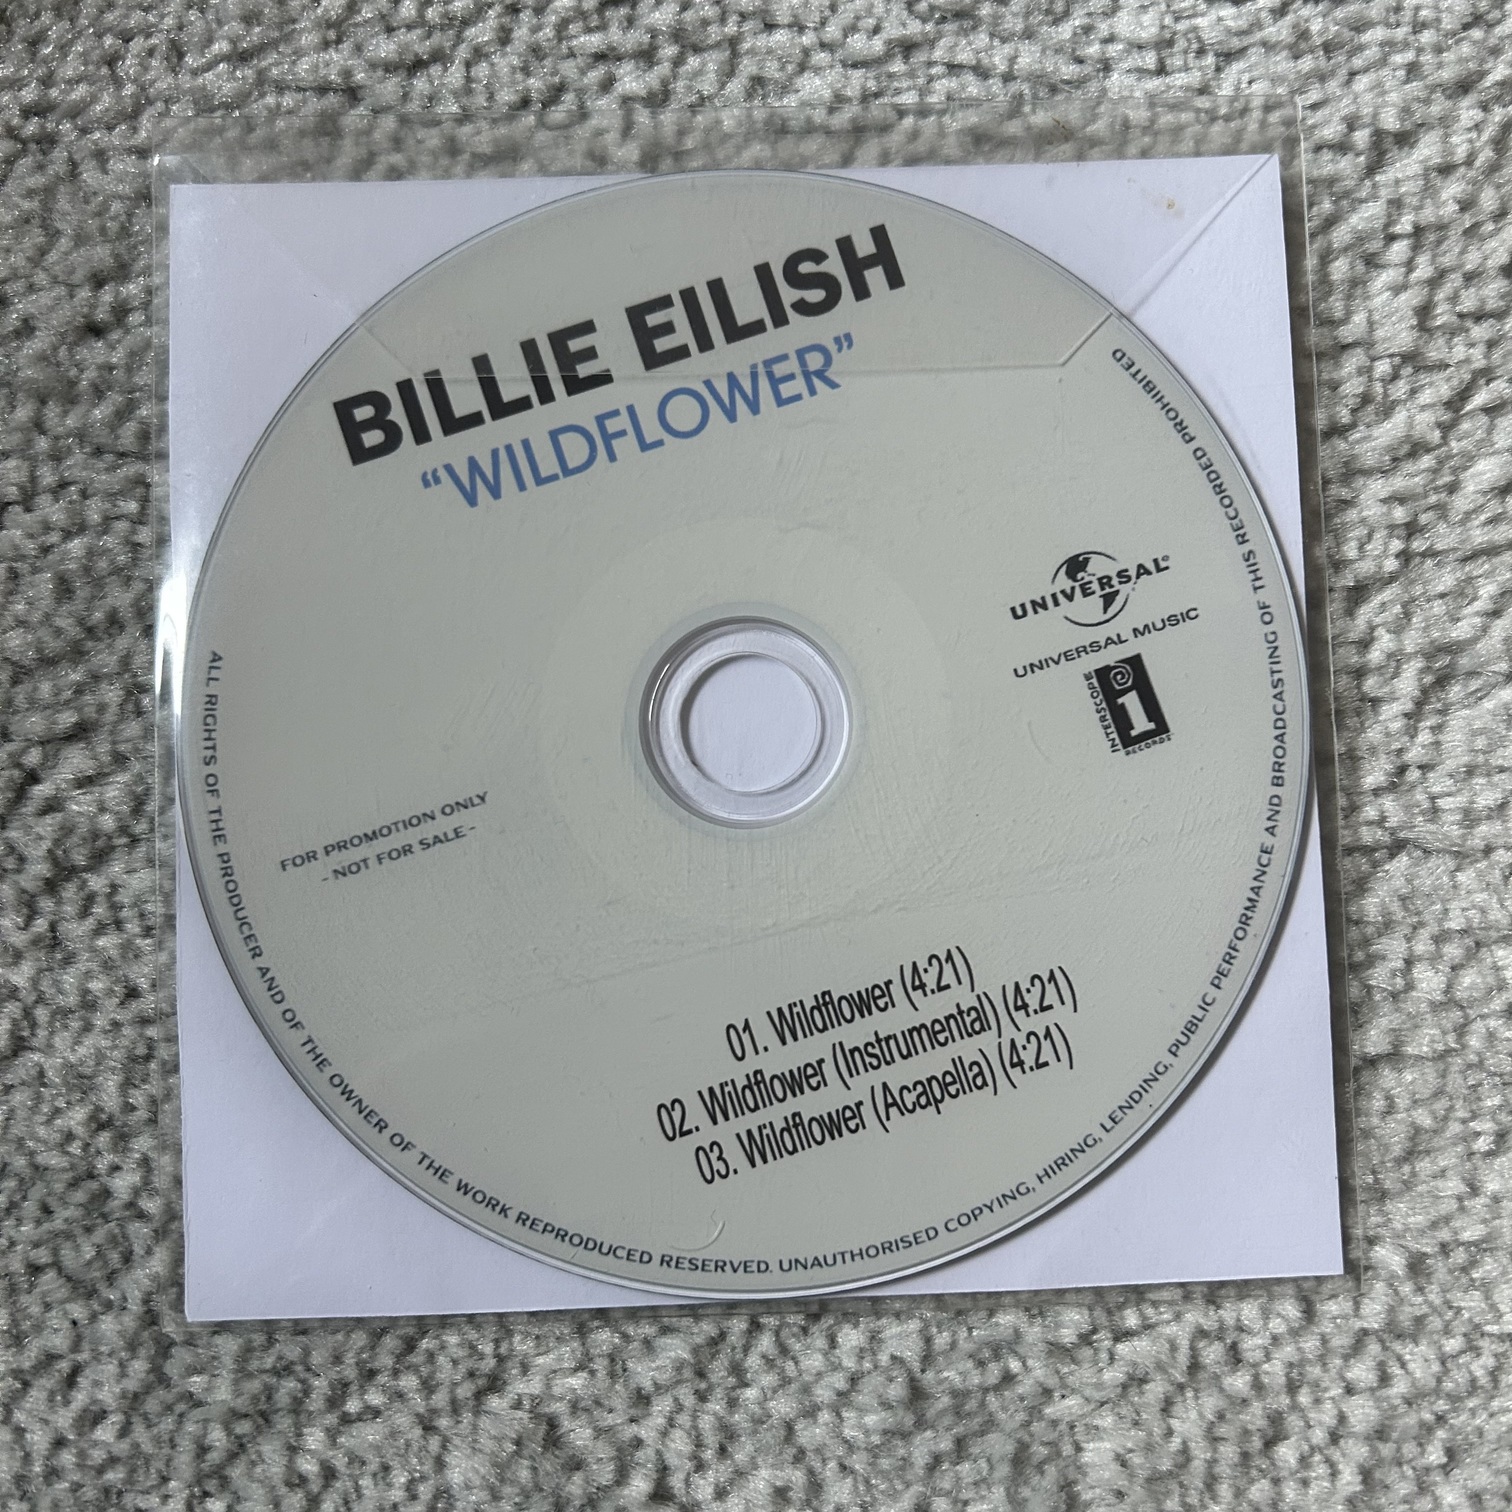 BILLIE EILISH
“WILDFLOWER”
UNIVERSAL
UNIVERSAL MUSIC
INTERSCOPE
RECORDS
FOR PROMOTION ONLY
- NOT FOR SALE -
01. Wildflower (4:21)
02. Wildflower (Instrumental) (4:21)
03. Wildflower (Acapella) (4:21)
ALL RIGHTS OF THE PRODUCER AND OF THE OWNER OF THE WORK REPRODUCED RESERVED. UNAUTHORISED COPYING, HIRING, LENDING, PUBLIC PERFORMANCE AND BROADCASTING OF THIS RECORDED PROHIBITED